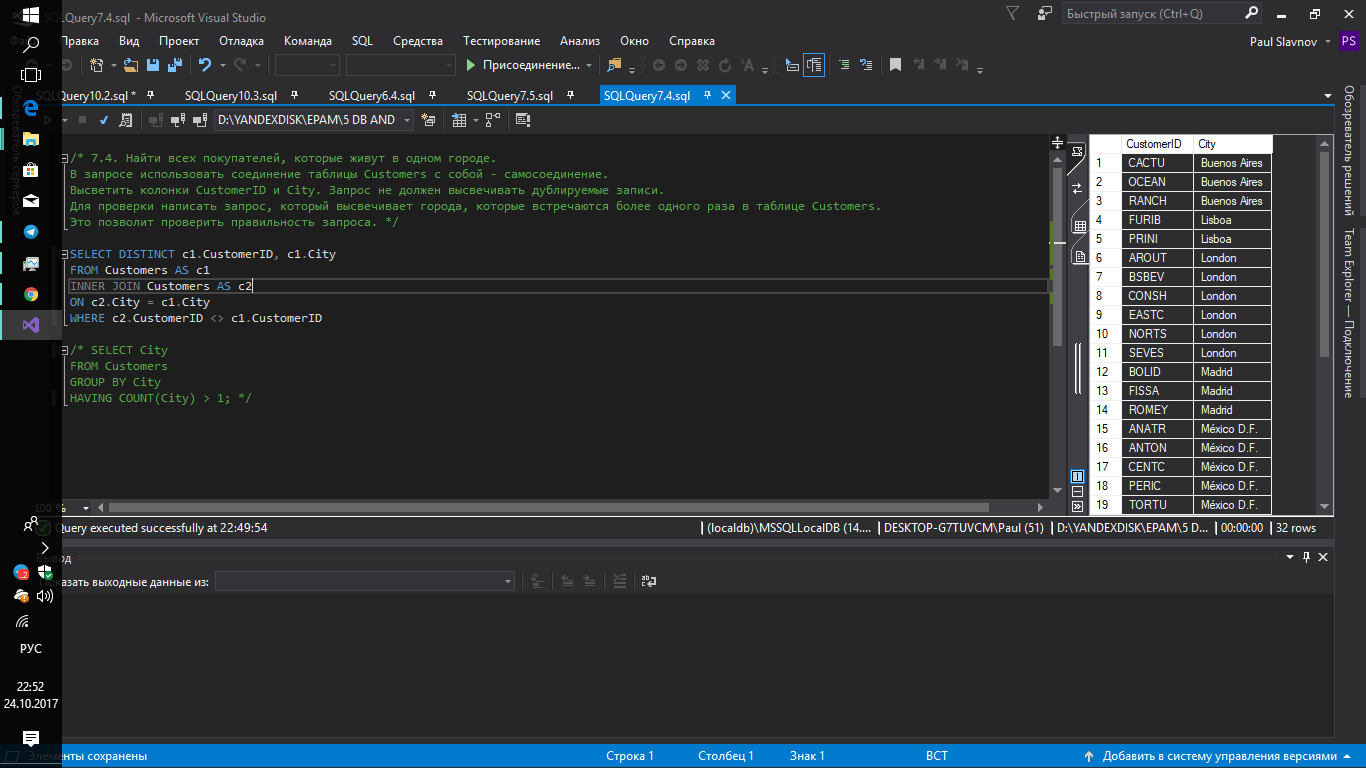 SQLQuery7.4.sql - Microsoft Visual Studio
Быстрый запуск (Ctrl+Q)
Правка Вид Проект Отладка Команда SQL Средства Тестирование Анализ Окно Справка
Paul Slavnov PS
Присоединение...
SQLQuery10.2.sql * SQLQuery10.3.sql SQLQuery6.4.sql SQLQuery7.5.sql SQLQuery7.4.sql
D:\YANDEXDISK\EPAM\5 DB AND
/* 7.4. Найти всех покупателей, которые живут в одном городе.
В запросе использовать соединение таблицы Customers c собой - самосоединение.
Высветить колонки CustomerID и City. Запрос не должен высвечивать дублируемые записи.
Для проверки написать запрос, который высвечивает города, которые встречаются более одного раза в таблице Customers.
Это позволит проверить правильность запроса. */
SELECT DISTINCT c1.CustomerID, c1.City
FROM Customers AS c1
INNER JOIN Customers AS c2
ON c2.City = c1.City
WHERE c2.CustomerID <> c1.CustomerID
/* SELECT City
FROM Customers
GROUP BY City
HAVING COUNT(City) > 1; */
CustomerID City
1 CACTU Buenos Aires
2 OCEAN Buenos Aires
3 RANCH Buenos Aires
4 FURIB Lisboa
5 PRINI Lisboa
6 AROUT London
7 BSBEV London
8 CONSH London
9 EASTC London
10 NORTS London
11 SEVES London
12 BOLID Madrid
13 FISSA Madrid
14 ROMEY Madrid
15 ANATR México D.F.
16 ANTON México D.F.
17 CENTC México D.F.
18 PERIC México D.F.
19 TORTU México D.F.
Обозреватель решений
Team Explorer — Подключение
Обозреватель серверов
100 %
Query executed successfully at 22:49:54
(localdb)\MSSQLLocalDB (14.... DESKTOP-G7TUVCM\Paul (51) D:\YANDEXDISK\EPAM\5 D... 00:00:00 32 rows
Вывод
Показать выходные данные из:
РУС
22:52
24.10.2017
Элементы сохранены
Строка 1 Столбец 1 Знак 1 ВСТ
Добавить в систему управления версиями